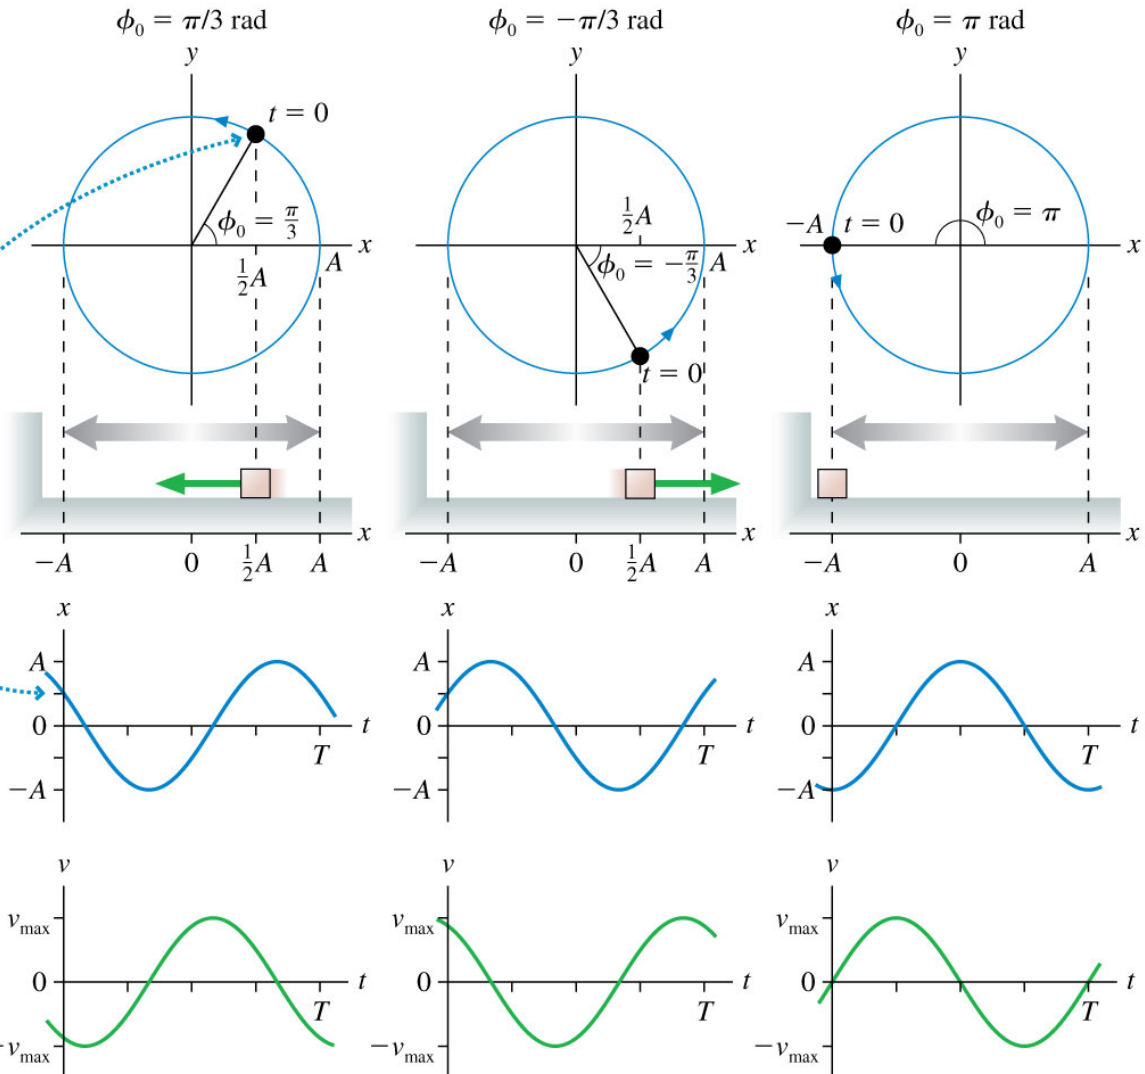 ϕ₀ = π/3 rad
y
t = 0
ϕ₀ = π/3
x
½A
A
−A
0
½A
A
x
x
A
0
−A
T
t
v
vmax
0
−vmax
T
t
ϕ₀ = −π/3 rad
y
½A
x
ϕ₀ = −π/3
A
t = 0
−A
0
½A
A
x
x
A
0
−A
T
t
v
vmax
0
−vmax
T
t
ϕ₀ = π rad
y
−A
t = 0
ϕ₀ = π
x
−A
0
A
x
x
A
0
−A
T
t
v
vmax
0
−vmax
T
t